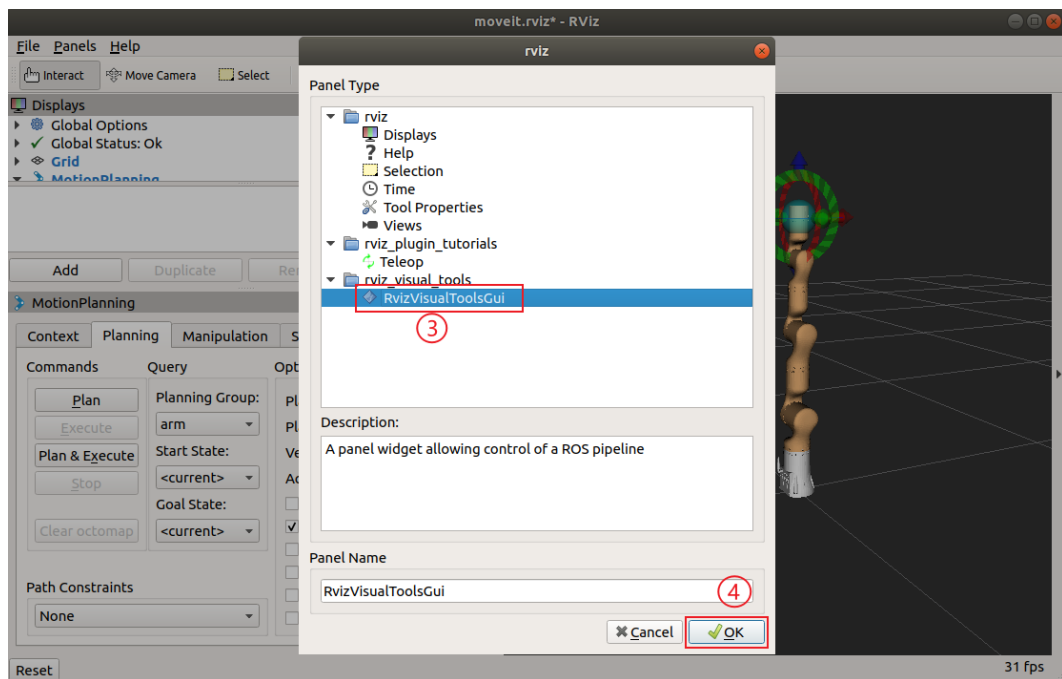 moveit.rviz* - RViz
File Panels Help
Interact Move Camera Select
Displays
Global Options
Global Status: Ok
Grid
MotionPlanning
Add Duplicate
MotionPlanning
Context Planning Manipulation
Commands
Query
Plan
Execute
Plan & Execute
Stop
Clear octomap
Planning Group:
arm
Start State:
<current>
Goal State:
<current>
Path Constraints
None
Reset
rviz
Panel Type
rviz
Displays
? Help
Selection
Time
Tool Properties
Views
rviz_plugin_tutorials
Teleop
rviz_visual_tools
RvizVisualToolsGui
③
Description:
A panel widget allowing control of a ROS pipeline
Panel Name
RvizVisualToolsGui
④
Cancel OK
31 fps